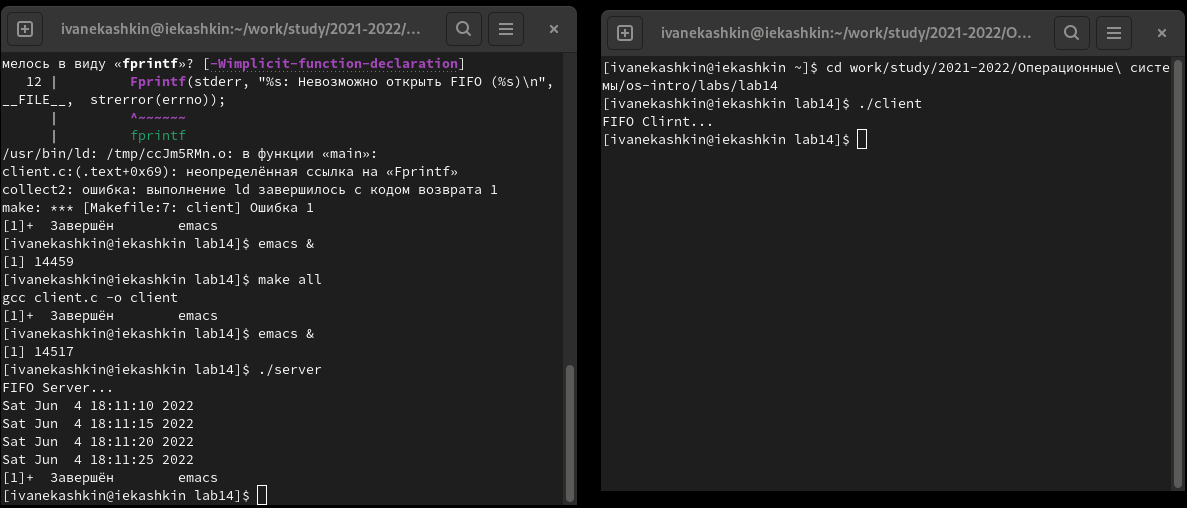 ivanekashkin@iekashkin:~/work/study/2021-2022/...
мелось в виду «fprintf»? [-Wimplicit-function-declaration]
12 |         Fprintf(stderr, "%s: Невозможно открыть FIFO (%s)\n",
__FILE__,  strerror(errno));
|         ^~~~~~~
|         fprintf
/usr/bin/ld: /tmp/ccJm5RMn.o: в функции «main»:
client.c:(.text+0x69): неопределённая ссылка на «Fprintf»
collect2: ошибка: выполнение ld завершилось с кодом возврата 1
make: *** [Makefile:7: client] Ошибка 1
[1]+  Завершён        emacs
[ivanekashkin@iekashkin lab14]$ emacs &
[1] 14459
[ivanekashkin@iekashkin lab14]$ make all
gcc client.c -o client
[1]+  Завершён        emacs
[ivanekashkin@iekashkin lab14]$ emacs &
[1] 14517
[ivanekashkin@iekashkin lab14]$ ./server
FIFO Server...
Sat Jun  4 18:11:10 2022
Sat Jun  4 18:11:15 2022
Sat Jun  4 18:11:20 2022
Sat Jun  4 18:11:25 2022
[1]+  Завершён        emacs
[ivanekashkin@iekashkin lab14]$
ivanekashkin@iekashkin:~/work/study/2021-2022/О...
[ivanekashkin@iekashkin ~]$ cd work/study/2021-2022/Операционные\ систе
мы/os-intro/labs/lab14
[ivanekashkin@iekashkin lab14]$ ./client
FIFO Clirnt...
[ivanekashkin@iekashkin lab14]$